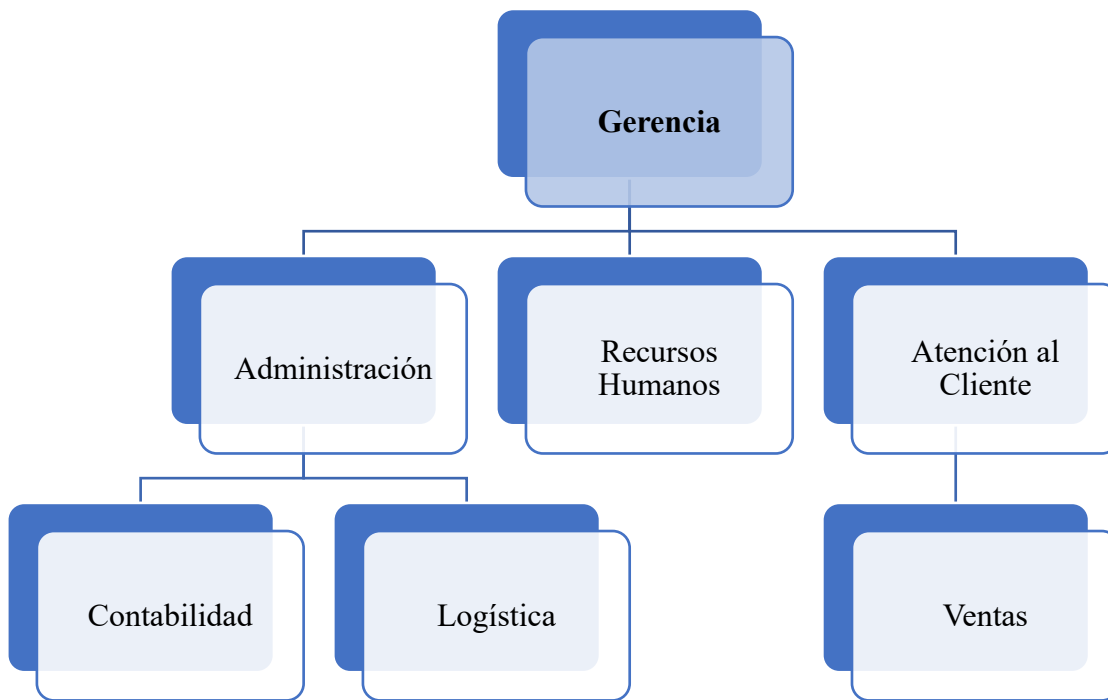 Gerencia
Administración
Recursos
Humanos
Atención al
Cliente
Contabilidad
Logística
Ventas